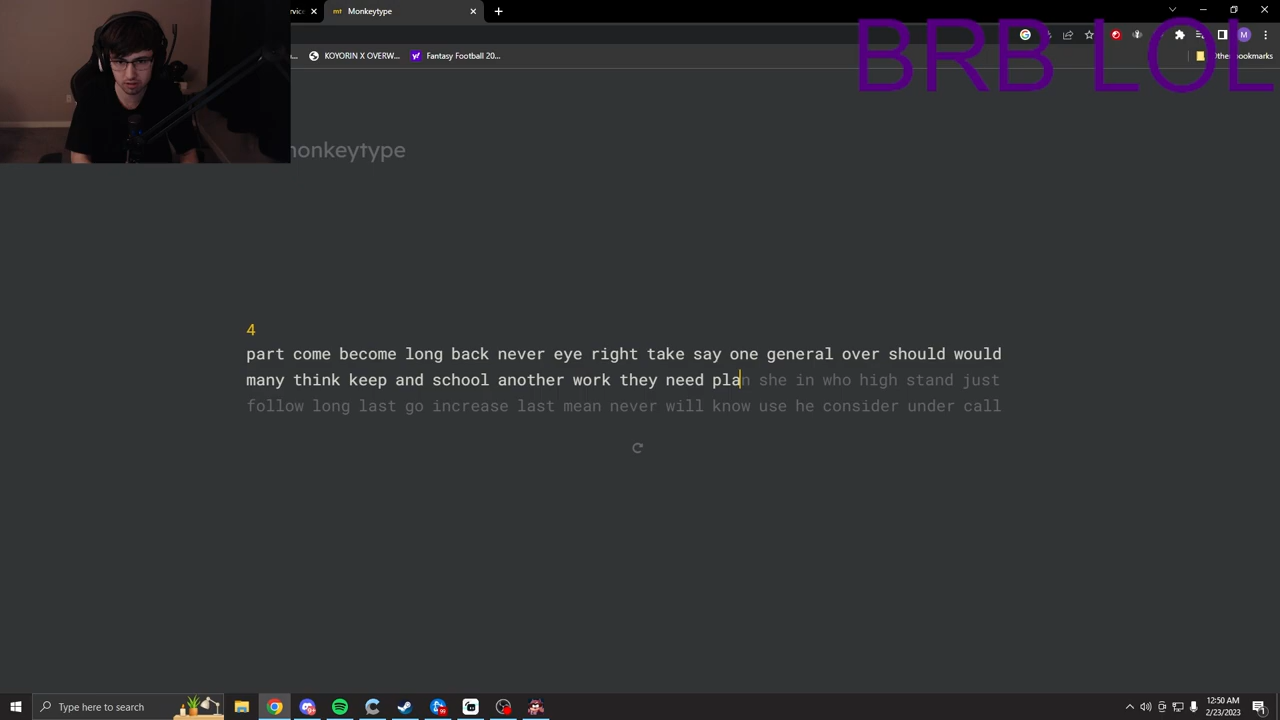 Monkeytype
BRB LOL
KOYORIN X OVERW...
Fantasy Football 20...
Other bookmarks
monkeytype
4
part come become long back never eye right take say one general over should would
many think keep and school another work they need plan she in who high stand just
follow long last go increase last mean never will know use he consider under call
Type here to search
12:50 AM
2/23/2023